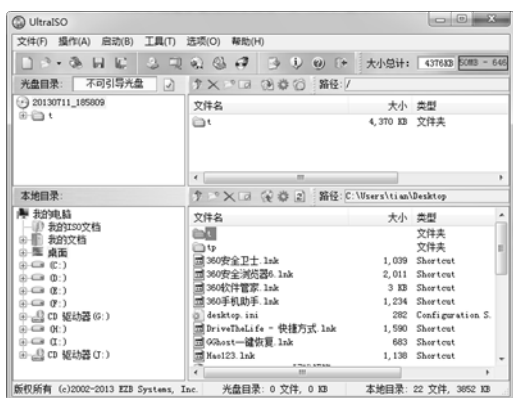 UltraISO
文件(F) 操作(A) 启动(B) 工具(T) 选项(O) 帮助(H)
大小总计: 4376KB 50MB - 646
光盘目录: 不可引导光盘 路径: /
20130711_185809
t
文件名 大小 类型
t 4,370 KB 文件夹
本地目录: 路径: C:\Users\tian\Desktop
我的电脑
我的ISO文档
我的文档
桌面
(C:)
(D:)
(E:)
(F:)
CD 驱动器(G:)
(H:)
(I:)
CD 驱动器(J:)
文件名 大小 类型
t 文件夹
tp 文件夹
360安全卫士.lnk 1,039 Shortcut
360安全浏览器6.lnk 2,011 Shortcut
360软件管家.lnk 3 KB Shortcut
360手机助手.lnk 1,234 Shortcut
desktop.ini 282 Configuration S.
DriveTheLife - 快捷方式.lnk 1,590 Shortcut
GGhost一键恢复.lnk 683 Shortcut
Hao123.lnk 1,138 Shortcut
版权所有 (c)2002-2013 EZB Systems, Inc. 光盘目录: 0 文件, 0 KB 本地目录: 22 文件, 3852 KB